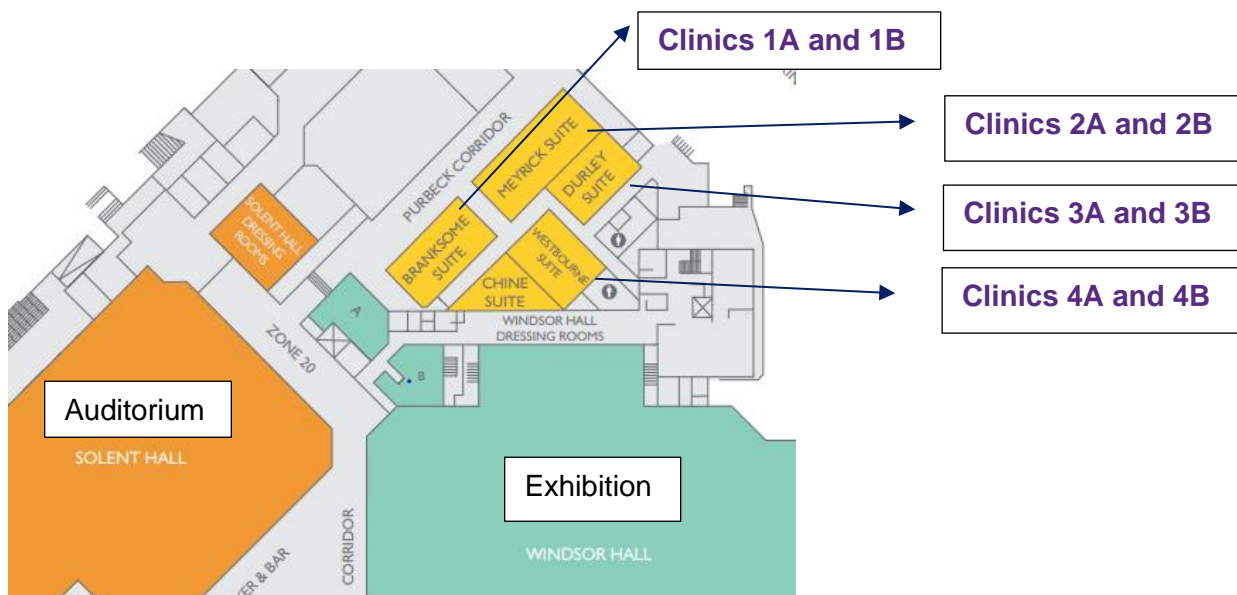 Clinics 1A and 1B
Clinics 2A and 2B
Clinics 3A and 3B
Clinics 4A and 4B
PURBECK CORRIDOR
MEYRICK SUITE
DURLEY
SUITE
SOLENT HALL
DRESSING
ROOMS
BRANKSOME
SUITE
WESTBOURNE
SUITE
CHINE
SUITE
A
WINDSOR HALL
DRESSING ROOMS
ZONE 20
B
Auditorium
SOLENT HALL
Exhibition
WINDSOR HALL
CORRIDOR
& BAR